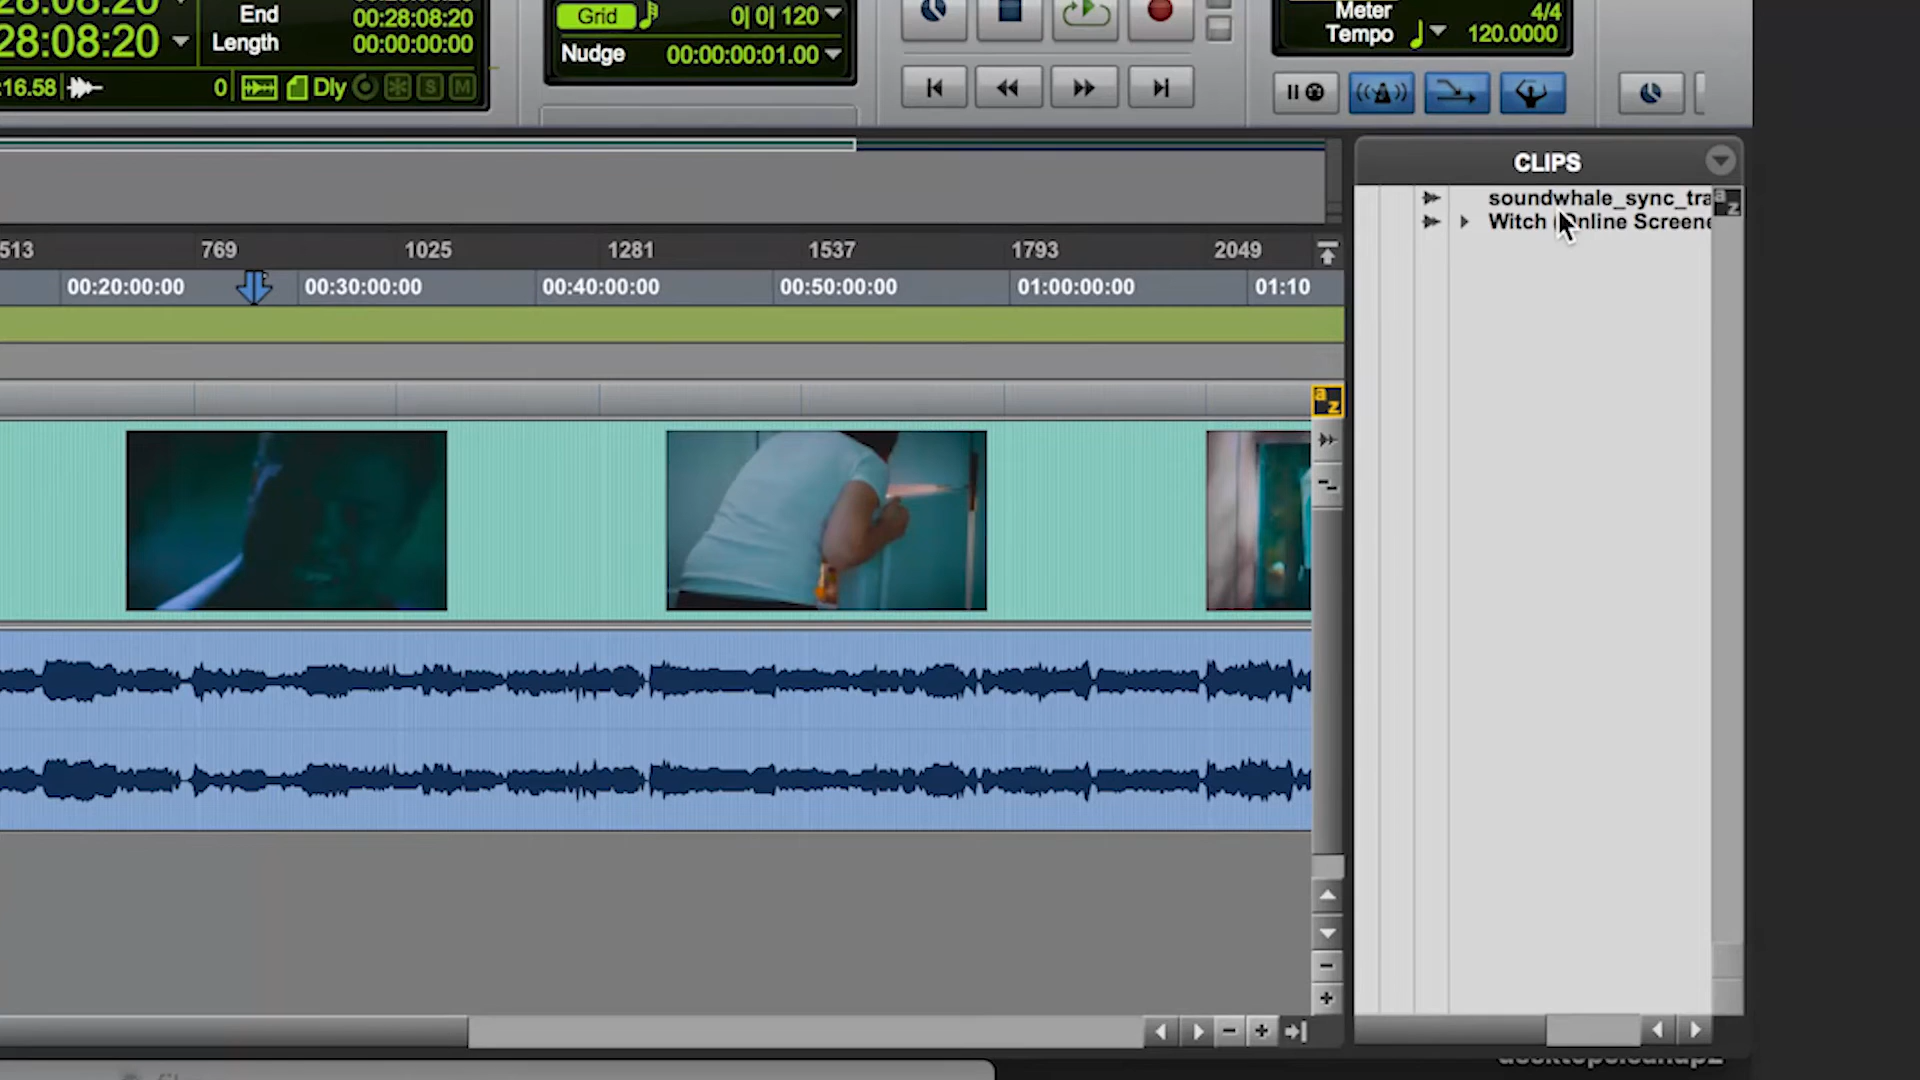 28:08:20
End
00:28:08:20
Length
00:00:00:00
:16.58
0
Dly
S
M
Grid
0| 0| 120
Nudge
00:00:00:01.00
Meter
4/4
Tempo
120.0000
CLIPS
soundwhale_sync_tra
Witch
nline Screene
513
769
1025
1281
1537
1793
2049
00:20:00:00
00:30:00:00
00:40:00:00
00:50:00:00
01:00:00:00
01:10
a
z
a
z